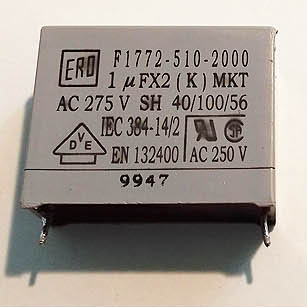 ERO
F1772-510-2000
1 μFX2 (K) MKT
AC 275 V SH 40/100/56
IEC 384-14/2
DVE
EN 132400
AC 250 V
9947